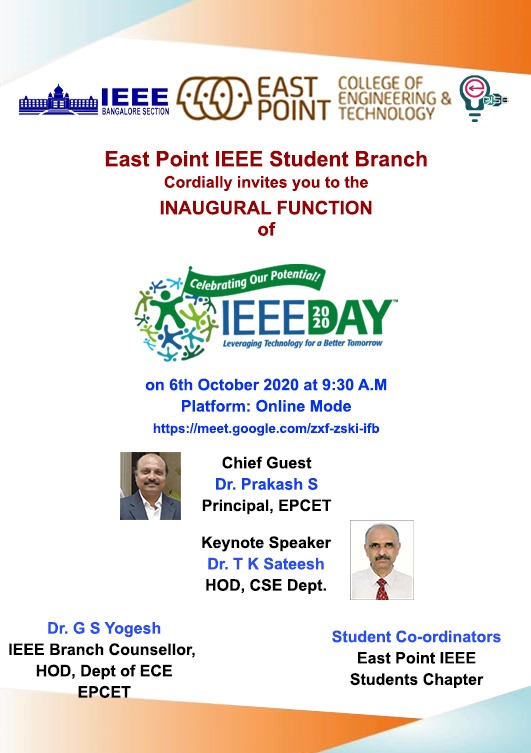 IEEE
BANGALORE SECTION
EAST
POINT
COLLEGE OF
ENGINEERING &
TECHNOLOGY
East Point IEEE Student Branch
Cordially invites you to the
INAUGURAL FUNCTION
of
Celebrating Our Potential!
IEEE DAY 2020 ™
Leveraging Technology for a Better Tomorrow
on 6th October 2020 at 9:30 A.M
Platform: Online Mode
https://meet.google.com/zxf-zski-ifb
Chief Guest
Dr. Prakash S
Principal, EPCET
Keynote Speaker
Dr. T K Sateesh
HOD, CSE Dept.
Dr. G S Yogesh
IEEE Branch Counsellor,
HOD, Dept of ECE
EPCET
Student Co-ordinators
East Point IEEE
Students Chapter